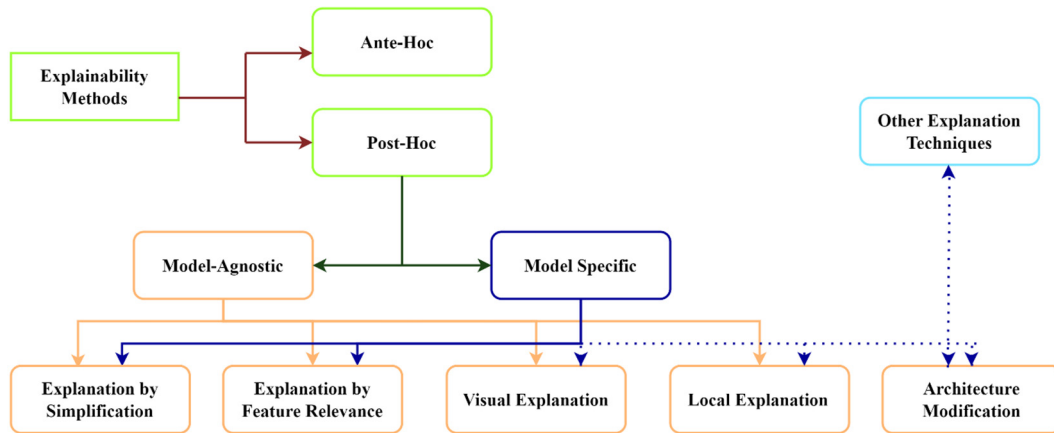 Ante-Hoc
Explainability
Methods
Post-Hoc
Other Explanation
Techniques
Model-Agnostic
Model Specific
Explanation by
Simplification
Explanation by
Feature Relevance
Visual Explanation
Local Explanation
Architecture
Modification